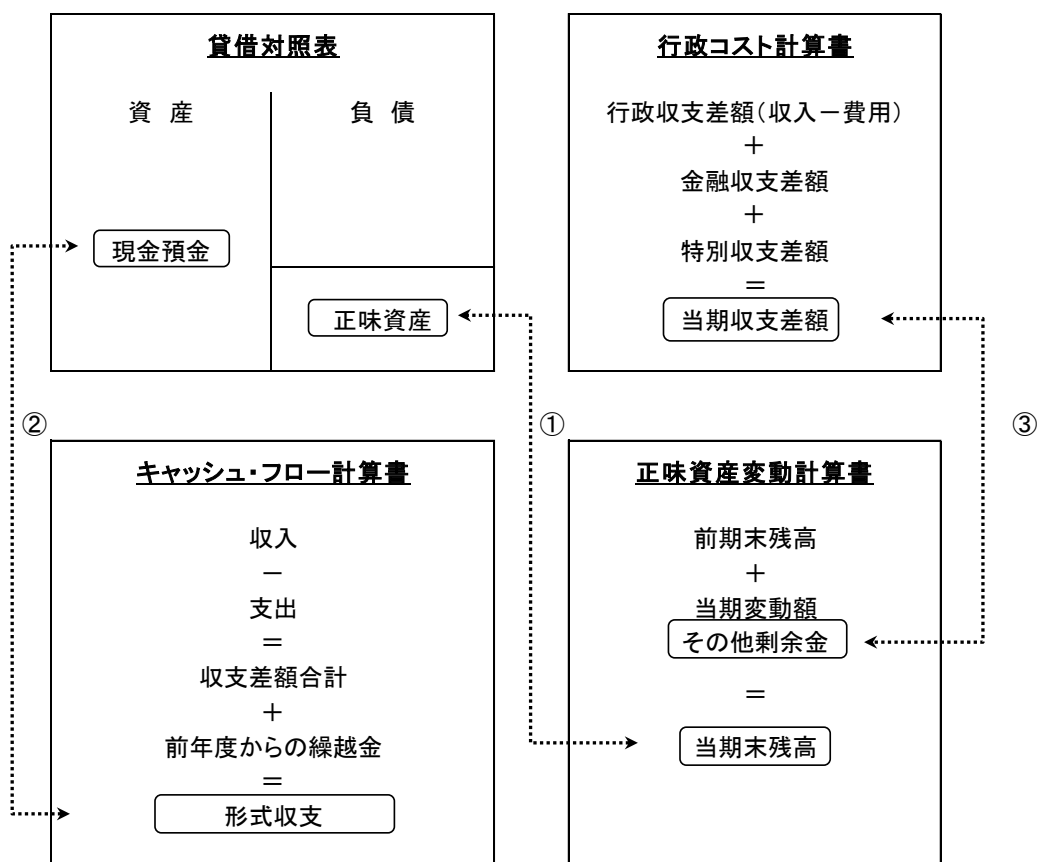 貸借対照表
資 産
負 債
現金預金
正味資産
行政コスト計算書
行政収支差額（収入－費用）
＋
金融収支差額
＋
特別収支差額
＝
当期収支差額
②
①
③
キャッシュ・フロー計算書
収入
－
支出
＝
収支差額合計
＋
前年度からの繰越金
＝
形式収支
正味資産変動計算書
前期末残高
＋
当期変動額
その他剰余金
＝
当期末残高